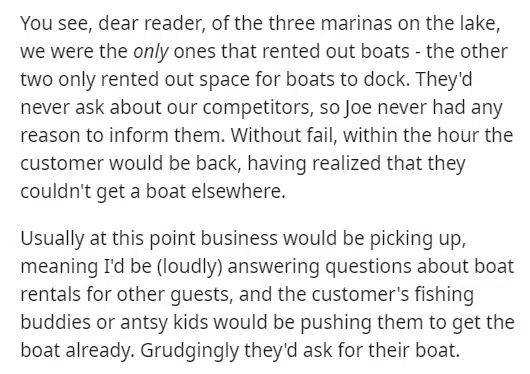 You see, dear reader, of the three marinas on the lake,
we were the only ones that rented out boats - the other
two only rented out space for boats to dock. They'd
never ask about our competitors, so Joe never had any
reason to inform them. Without fail, within the hour the
customer would be back, having realized that they
couldn't get a boat elsewhere.
Usually at this point business would be picking up,
meaning I'd be (loudly) answering questions about boat
rentals for other guests, and the customer's fishing
buddies or antsy kids would be pushing them to get the
boat already. Grudgingly they'd ask for their boat.